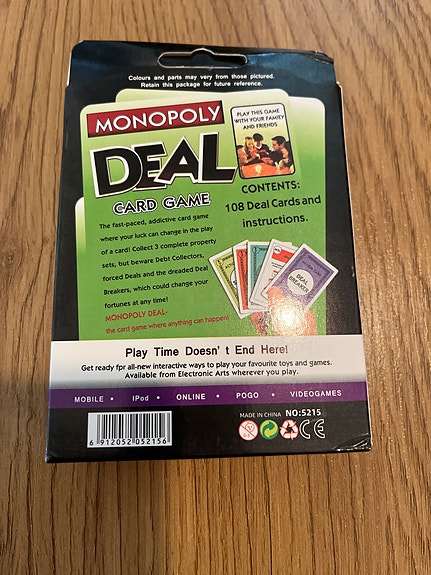 Colours and parts may very from those pictured.
Retain this package for future reference.
MONOPOLY
DEAL
CARD GAME
PLAY THIS GAME
WITH YOUR FAMILY
AND FRIENDS
CONTENTS:
108 Deal Cards and
instructions.
The fast-paced, addictive card game
where your luck can change in the play
of a card! Collect 3 complete property
sets, but beware Debt Collectors,
forced Deals and the dreaded Deal
Breakers, which could change your
fortunes at any time!
MONOPOLY DEAL-
the card game where anything can happen!
DEAL
BREAKER
Play Time Doesn' t End Here!
Get ready fpr all-new interactive ways to play your favourite toys and games.
Available from Electronic Arts wherever you play.
MOBILE • IPod • ONLINE • POGO • VIDEOGAMES
MADE IN CHINA NO:5215
0-3
CE
6 912052 052156